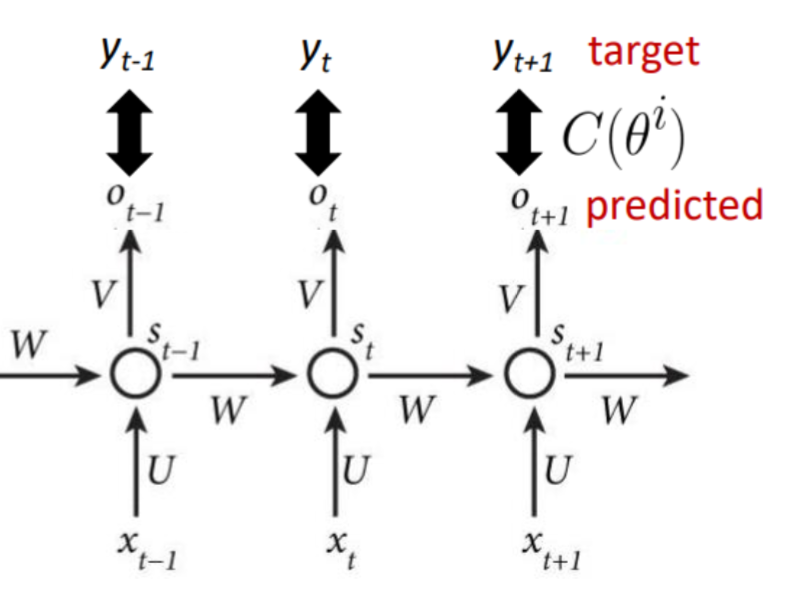 y_{t-1} y_t y_{t+1} target
C(θ^i)
o_{t-1} o_t o_{t+1} predicted
V V V
W s_{t-1} s_t s_{t+1}
W W W
U U U
x_{t-1} x_t x_{t+1}